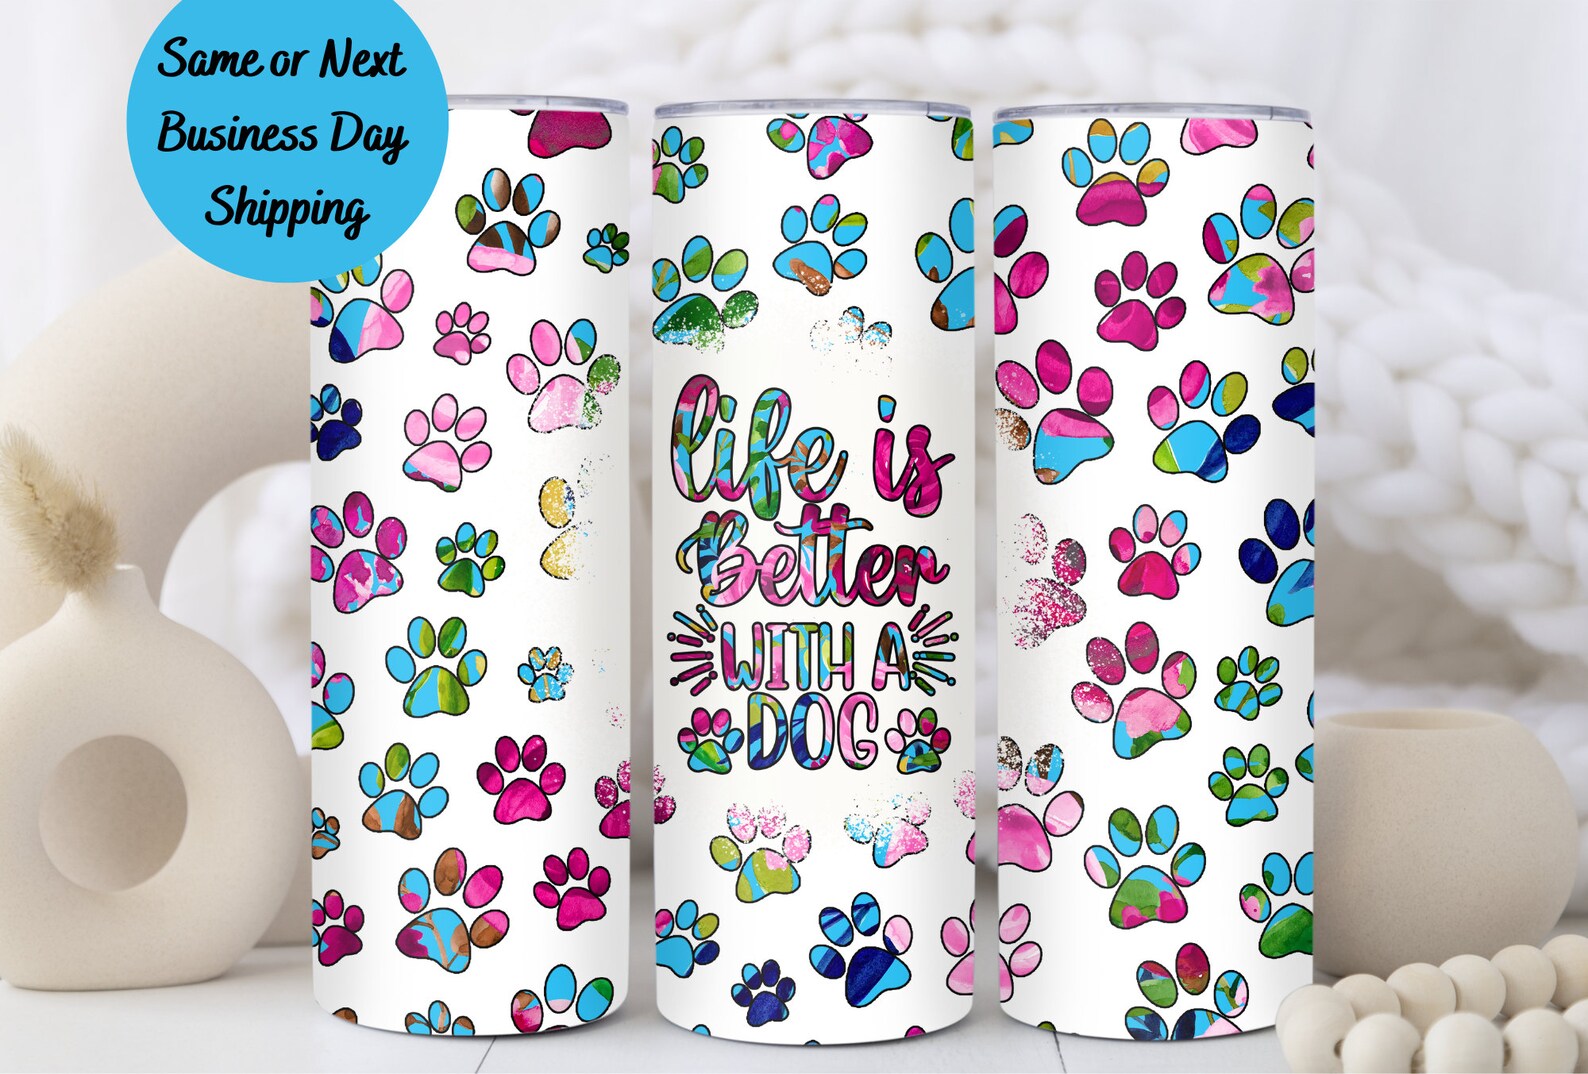 Same or Next
Business Day
Shipping
life is
Better
WITH A
DOG